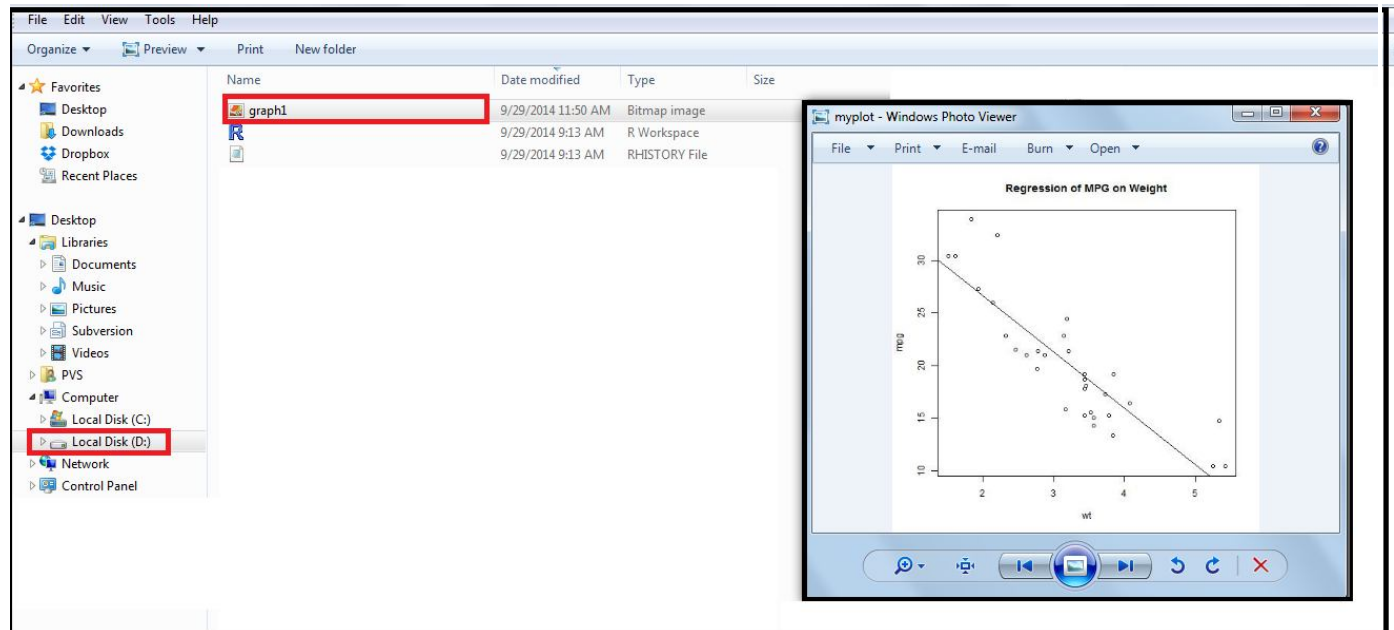 File Edit View Tools Help
Organize Preview Print New folder
Favorites
Desktop
Downloads
Dropbox
Recent Places
Desktop
Libraries
Documents
Music
Pictures
Subversion
Videos
PVS
Computer
Local Disk (C:)
Local Disk (D:)
Network
Control Panel
Name Date modified Type Size
graph1 9/29/2014 11:50 AM Bitmap image
9/29/2014 9:13 AM R Workspace
9/29/2014 9:13 AM RHISTORY File
myplot - Windows Photo Viewer
File Print E-mail Burn Open
Regression of MPG on Weight
30
25
20
15
10
mpg
2 3 4 5
wt